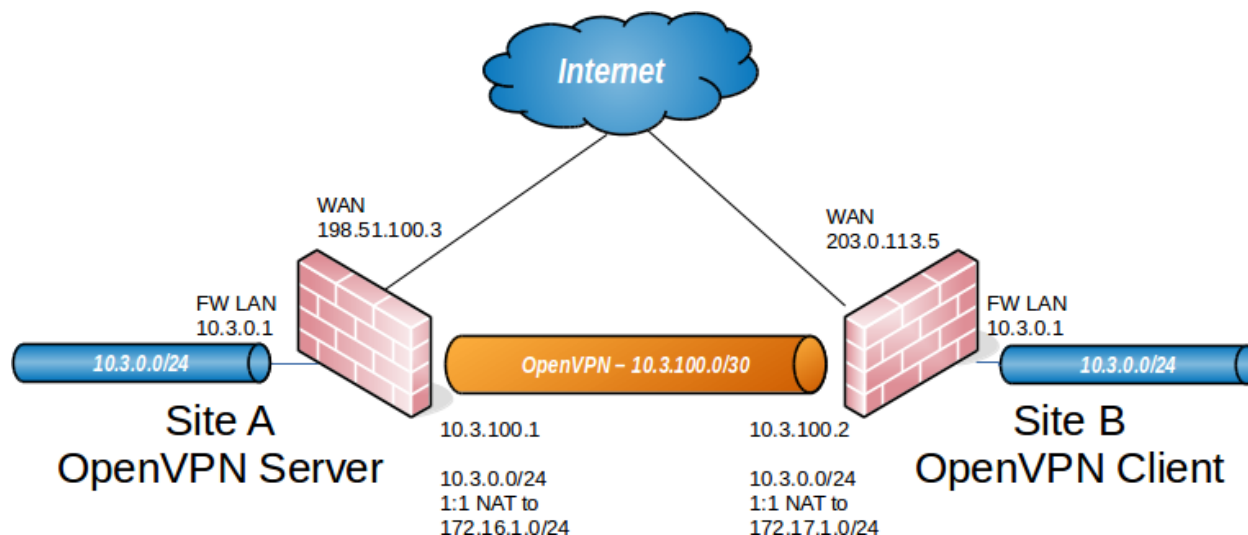 Internet
WAN
198.51.100.3
WAN
203.0.113.5
FW LAN
10.3.0.1
FW LAN
10.3.0.1
10.3.0.0/24
OpenVPN – 10.3.100.0/30
10.3.0.0/24
Site A
OpenVPN Server
10.3.100.1
10.3.0.0/24
1:1 NAT to
172.16.1.0/24
10.3.100.2
10.3.0.0/24
1:1 NAT to
172.17.1.0/24
Site B
OpenVPN Client